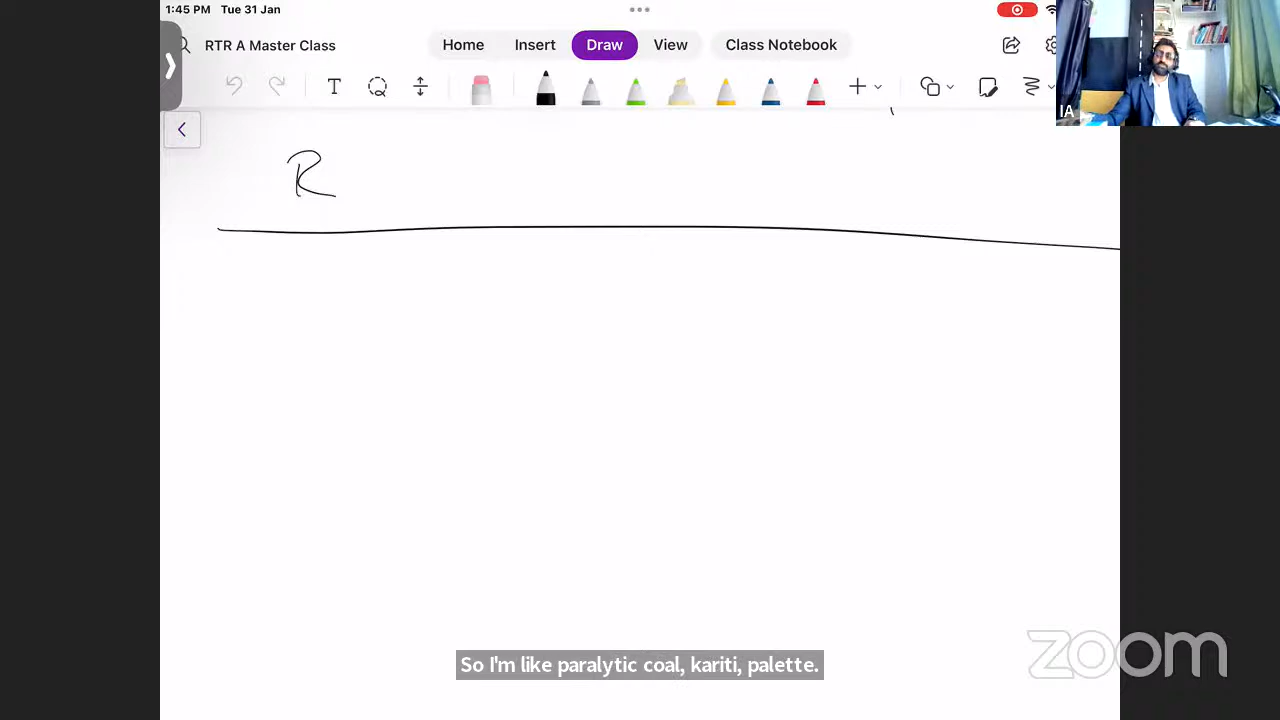 1:45 PM Tue 31 Jan
RTR A Master Class
Home Insert Draw View Class Notebook
T
IA
R
So I'm like paralytic coal, kariti, palette.
zoom